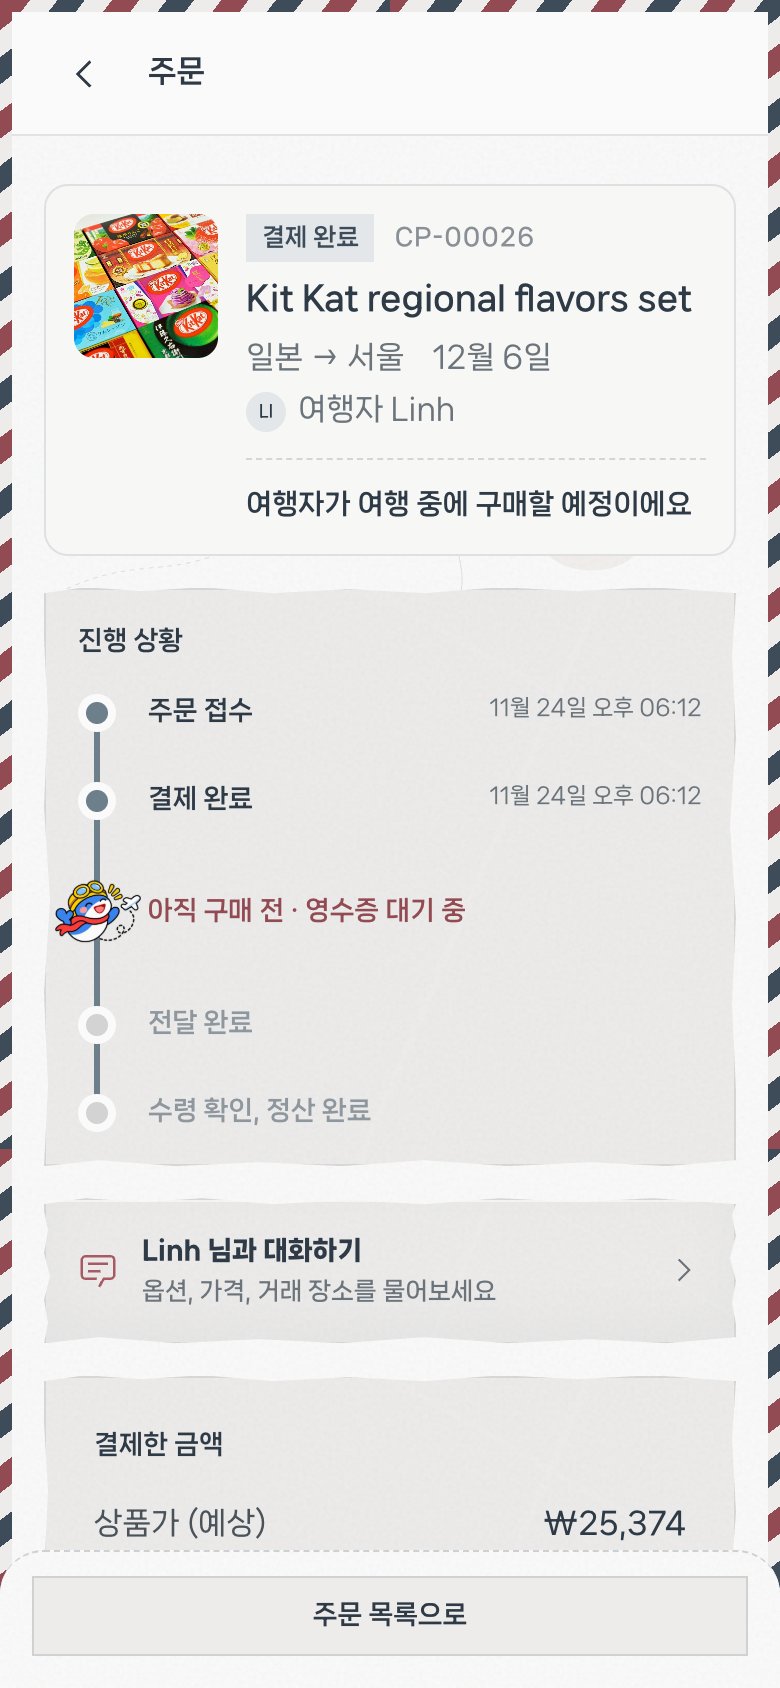 주문
결제 완료 CP-00026
Kit Kat regional flavors set
일본 → 서울 12월 6일
LI 여행자 Linh
여행자가 여행 중에 구매할 예정이에요
진행 상황
주문 접수 11월 24일 오후 06:12
결제 완료 11월 24일 오후 06:12
아직 구매 전 · 영수증 대기 중
전달 완료
수령 확인, 정산 완료
Linh 님과 대화하기
옵션, 가격, 거래 장소를 물어보세요
결제한 금액
상품가 (예상) ₩25,374
주문 목록으로